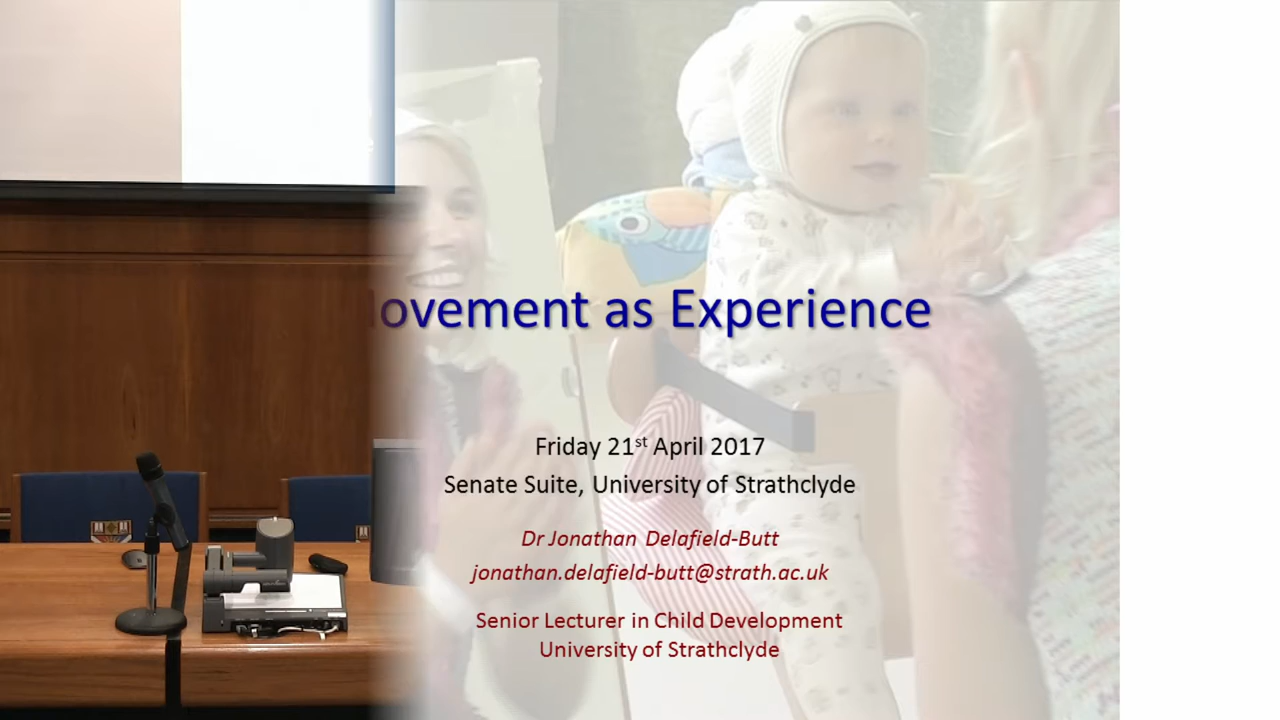 ovement as Experience
Friday 21st April 2017
Senate Suite, University of Strathclyde
Dr Jonathan Delafield-Butt
jonathan.delafield-butt@strath.ac.uk
Senior Lecturer in Child Development
University of Strathclyde